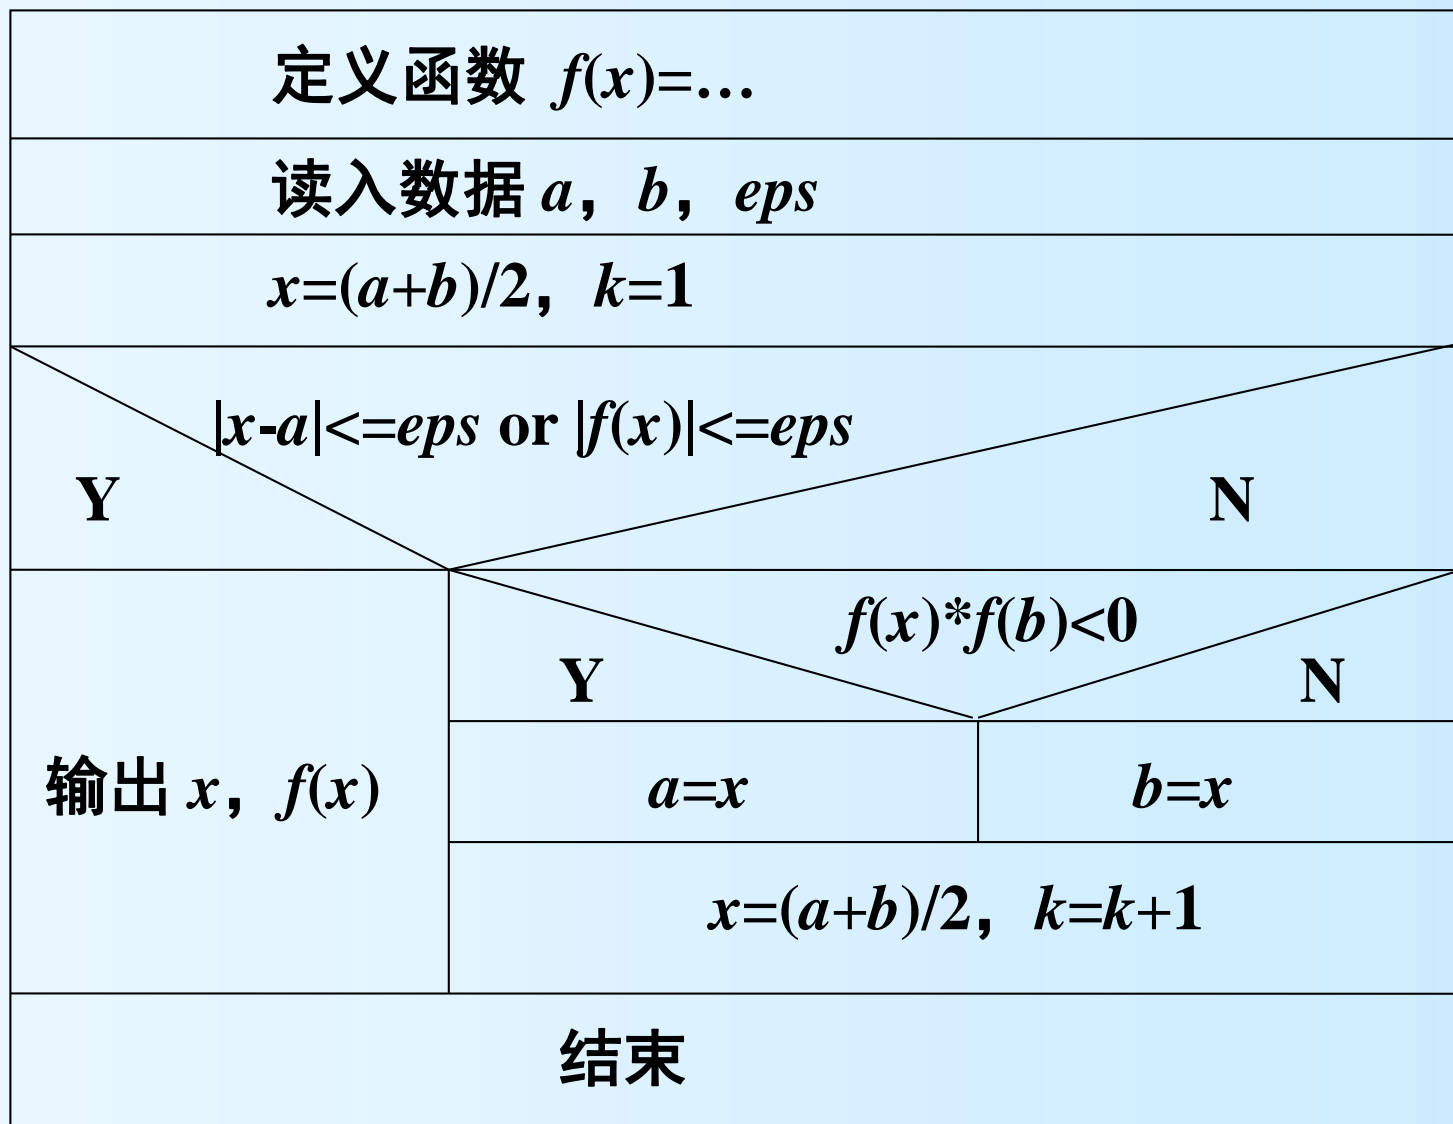 定义函数 f(x)=…
读入数据 a，b，eps
x=(a+b)/2，k=1
|x-a|<=eps or |f(x)|<=eps
Y
N
f(x)*f(b)<0
Y
N
输出 x，f(x)
a=x
b=x
x=(a+b)/2，k=k+1
结束